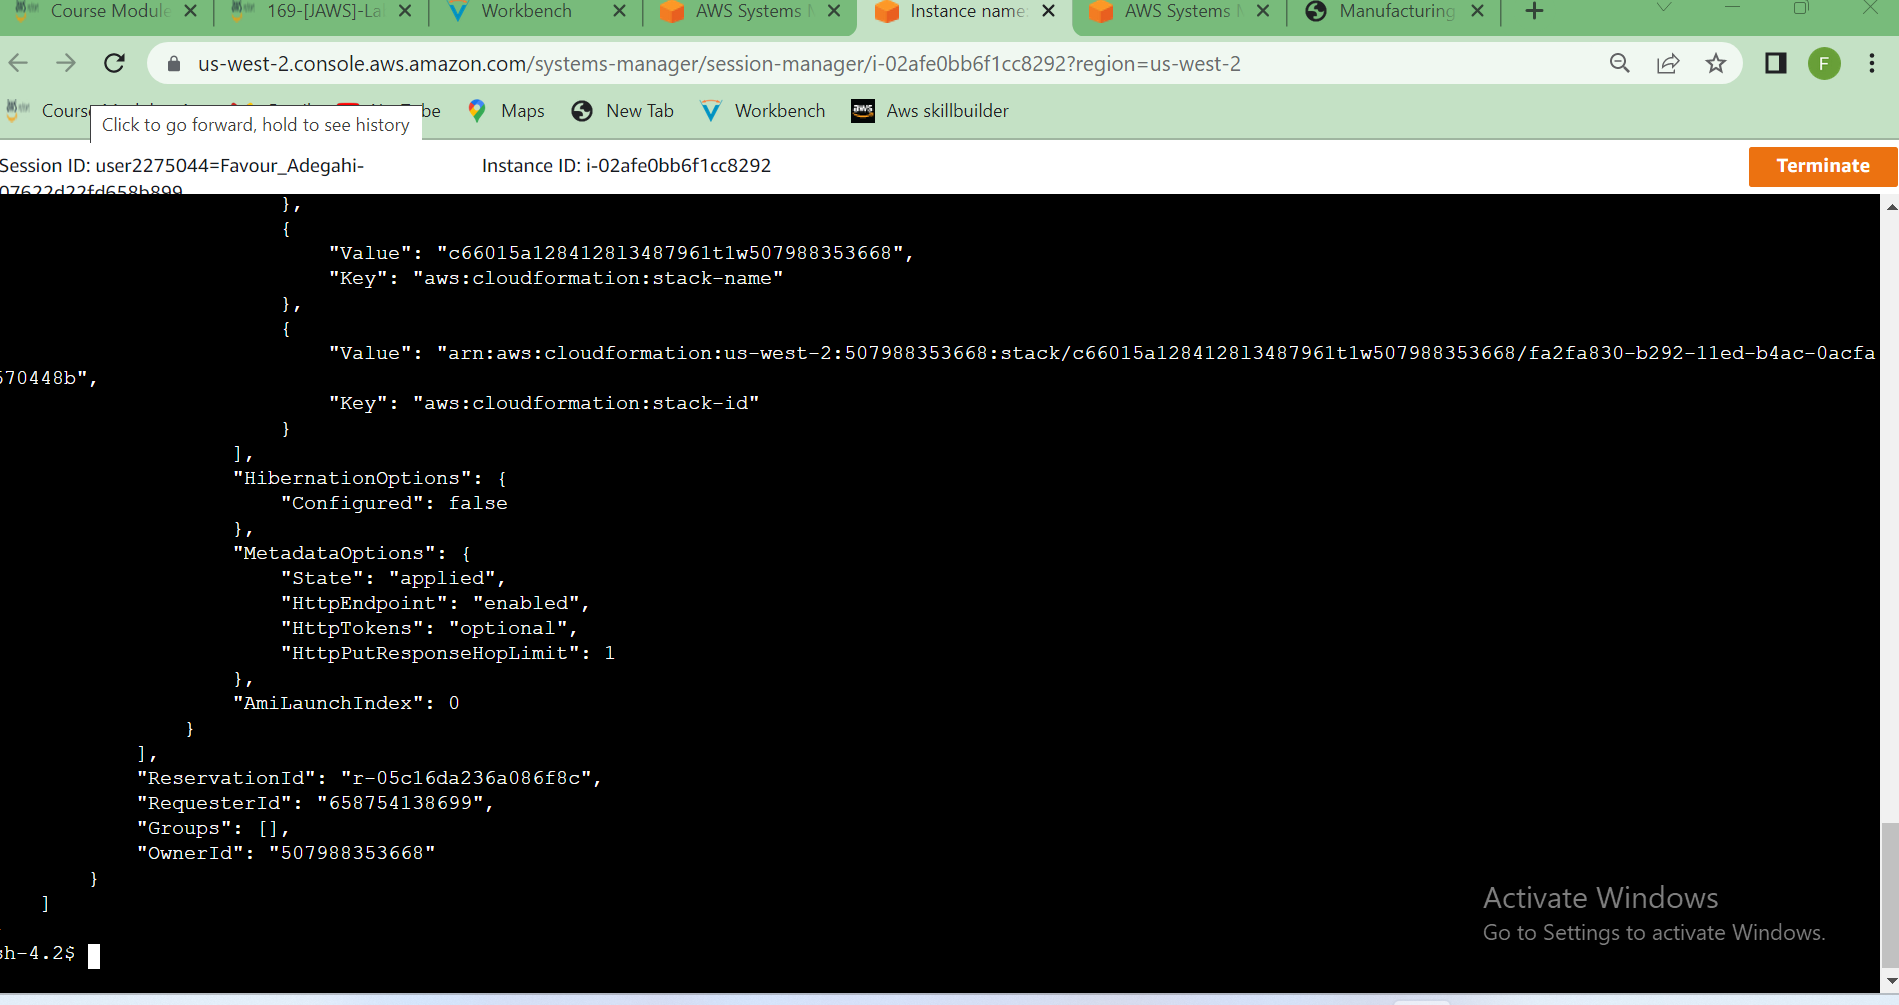 Course Module
169-[JAWS]-La
Workbench
AWS Systems M
Instance name:
AWS Systems M
Manufacturing
us-west-2.console.aws.amazon.com/systems-manager/session-manager/i-02afe0bb6f1cc8292?region=us-west-2
F
Maps
New Tab
Workbench
Aws skillbuilder
Click to go forward, hold to see history
Session ID: user2275044=Favour_Adegahi-
07622d22fd658b899
Instance ID: i-02afe0bb6f1cc8292
Terminate
},
{
"Value": "c66015a1284128l3487961t1w507988353668",
"Key": "aws:cloudformation:stack-name"
},
{
"Value": "arn:aws:cloudformation:us-west-2:507988353668:stack/c66015a1284128l3487961t1w507988353668/fa2fa830-b292-11ed-b4ac-0acfa
570448b",
"Key": "aws:cloudformation:stack-id"
}
],
"HibernationOptions": {
"Configured": false
},
"MetadataOptions": {
"State": "applied",
"HttpEndpoint": "enabled",
"HttpTokens": "optional",
"HttpPutResponseHopLimit": 1
},
"AmiLaunchIndex": 0
}
],
"ReservationId": "r-05c16da236a086f8c",
"RequesterId": "658754138699",
"Groups": [],
"OwnerId": "507988353668"
}
]
sh-4.2$
Activate Windows
Go to Settings to activate Windows.